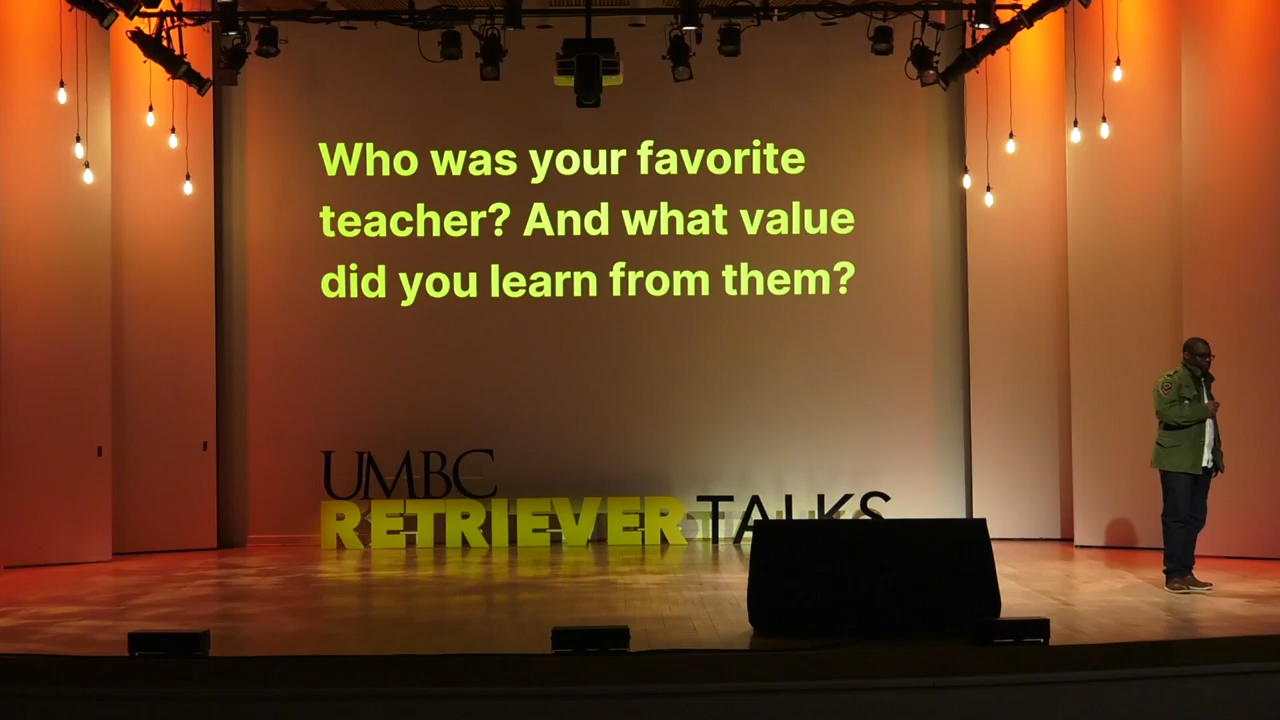 Who was your favorite
teacher? And what value
did you learn from them?
UMBC
RETRIEVER TALKS